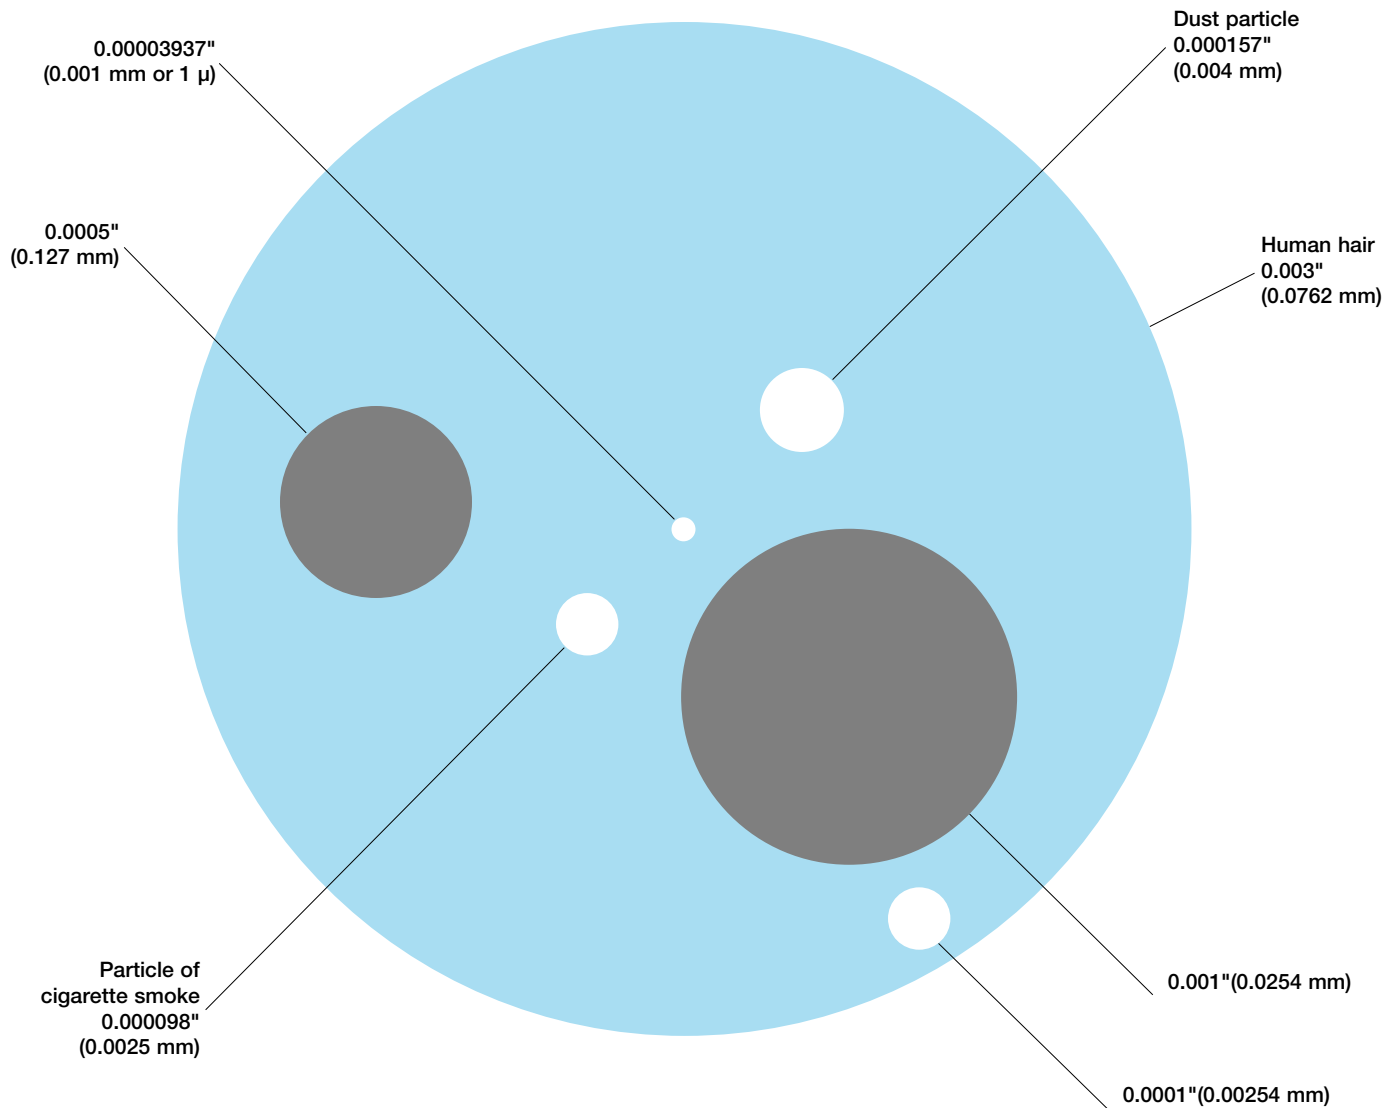 0.00003937"
(0.001 mm or 1 µ)
Dust particle
0.000157"
(0.004 mm)
0.0005"
(0.127 mm)
Human hair
0.003"
(0.0762 mm)
Particle of
cigarette smoke
0.000098"
(0.0025 mm)
0.001"(0.0254 mm)
0.0001"(0.00254 mm)